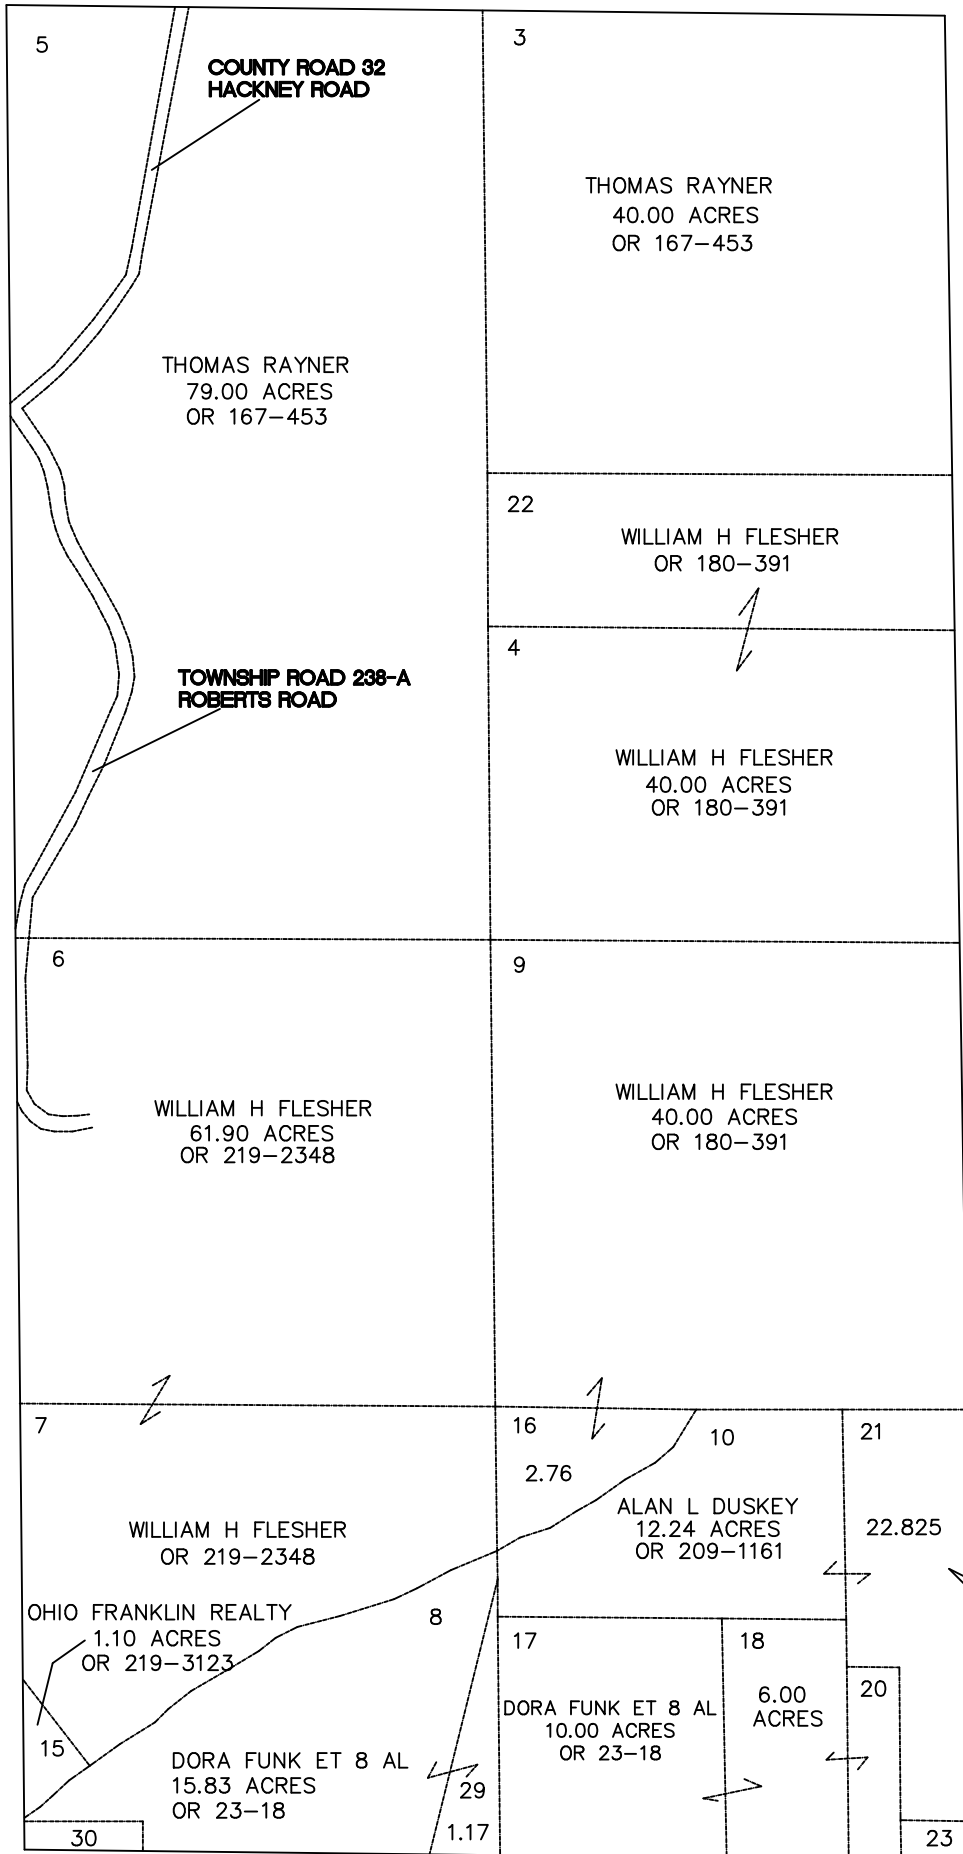 5
COUNTY ROAD 32
HACKNEY ROAD
3
THOMAS RAYNER
40.00 ACRES
OR 167-453
THOMAS RAYNER
79.00 ACRES
OR 167-453
22
WILLIAM H FLESHER
OR 180-391
4
TOWNSHIP ROAD 238-A
ROBERTS ROAD
WILLIAM H FLESHER
40.00 ACRES
OR 180-391
6
9
WILLIAM H FLESHER
61.90 ACRES
OR 219-2348
WILLIAM H FLESHER
40.00 ACRES
OR 180-391
7
16
2.76
10
21
WILLIAM H FLESHER
OR 219-2348
ALAN L DUSKEY
12.24 ACRES
OR 209-1161
22.825
OHIO FRANKLIN REALTY
1.10 ACRES
OR 219-3123
8
17
18
6.00
ACRES
20
DORA FUNK ET 8 AL
10.00 ACRES
OR 23-18
15
DORA FUNK ET 8 AL
15.83 ACRES
OR 23-18
29
1.17
30
23